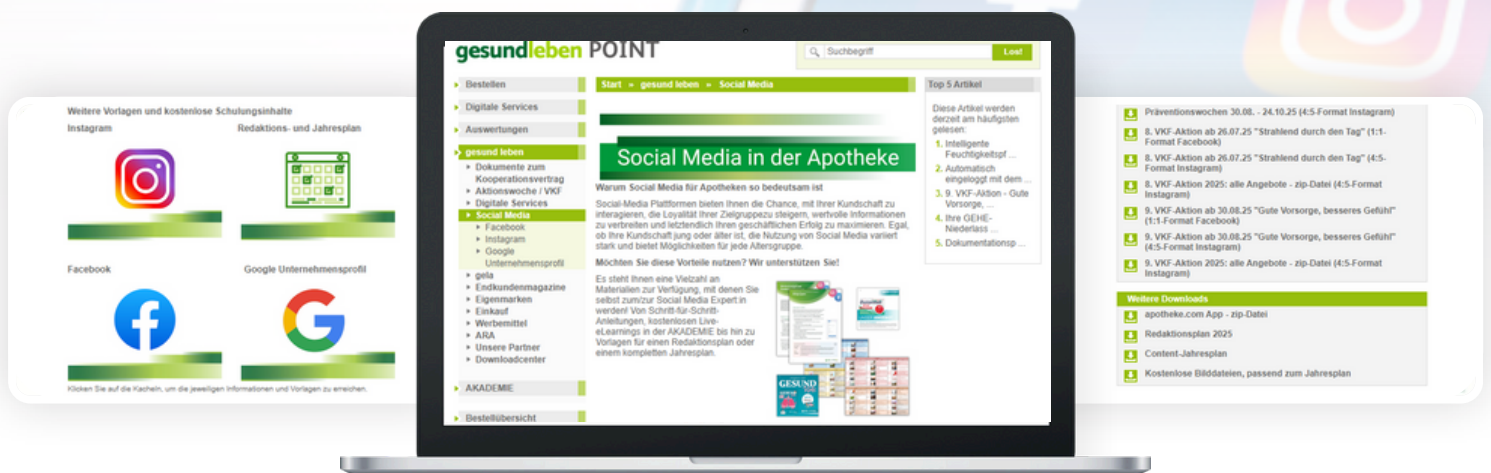 Weitere Vorlagen und kostenlose Schulungsinhalte
Instagram
Redaktions- und Jahresplan
Facebook
Google Unternehmensprofil
Klicken Sie auf die Kacheln, um die jeweiligen Informationen und Vorlagen zu erreichen.
gesundleben POINT
Suchbegriff
Los!
Bestellen
Digitale Services
Auswertungen
gesund leben
Dokumente zum
Kooperationsvertrag
Aktionswoche / VKF
Digitale Services
Social Media
Facebook
Instagram
Google
Unternehmensprofil
gela
Endkundenmagazine
Eigenmarken
Einkauf
Werbemittel
ARA
Unsere Partner
Downloadcenter
AKADEMIE
Bestellübersicht
Start » gesund leben » Social Media
Social Media in der Apotheke
Warum Social Media für Apotheken so bedeutsam ist
Social-Media Plattformen bieten Ihnen die Chance, mit Ihrer Kundschaft zu
interagieren, die Loyalität Ihrer Zielgruppezu steigern, wertvolle Informationen
zu verbreiten und letztendlich Ihren geschäftlichen Erfolg zu maximieren. Egal,
ob Ihre Kundschaft jung oder älter ist, die Nutzung von Social Media variiert
stark und bietet Möglichkeiten für jede Altersgruppe.
Möchten Sie diese Vorteile nutzen? Wir unterstützen Sie!
Es steht Ihnen eine Vielzahl an
Materialien zur Verfügung, mit denen Sie
selbst zum/zur Social Media Expert:in
werden! Von Schritt-für-Schritt-
Anleitungen, kostenlosen Live-
eLearnings in der AKADEMIE bis hin zu
Vorlagen für einen Redaktionsplan oder
einem kompletten Jahresplan.
GESUND
Top 5 Artikel
Diese Artikel werden
derzeit am häufigsten
gelesen:
1. Intelligente
Feuchtigkeitspf ...
2. Automatisch
eingeloggt mit dem ...
3. 9. VKF-Aktion - Gute
Vorsorge, ...
4. Ihre GEHE-
Niederlass ...
5. Dokumentationsp ...
Präventionswochen 30.08. - 24.10.25 (4:5-Format Instagram)
8. VKF-Aktion ab 26.07.25 "Strahlend durch den Tag" (1:1-
Format Facebook)
8. VKF-Aktion ab 26.07.25 "Strahlend durch den Tag" (4:5-
Format Instagram)
8. VKF-Aktion 2025: alle Angebote - zip-Datei (4:5-Format
Instagram)
9. VKF-Aktion ab 30.08.25 "Gute Vorsorge, besseres Gefühl"
(1:1-Format Facebook)
9. VKF-Aktion ab 30.08.25 "Gute Vorsorge, besseres Gefühl"
(4:5-Format Instagram)
9. VKF-Aktion 2025: alle Angebote - zip-Datei (4:5-Format
Instagram)
Weitere Downloads
apotheke.com App - zip-Datei
Redaktionsplan 2025
Content-Jahresplan
Kostenlose Bilddateien, passend zum Jahresplan